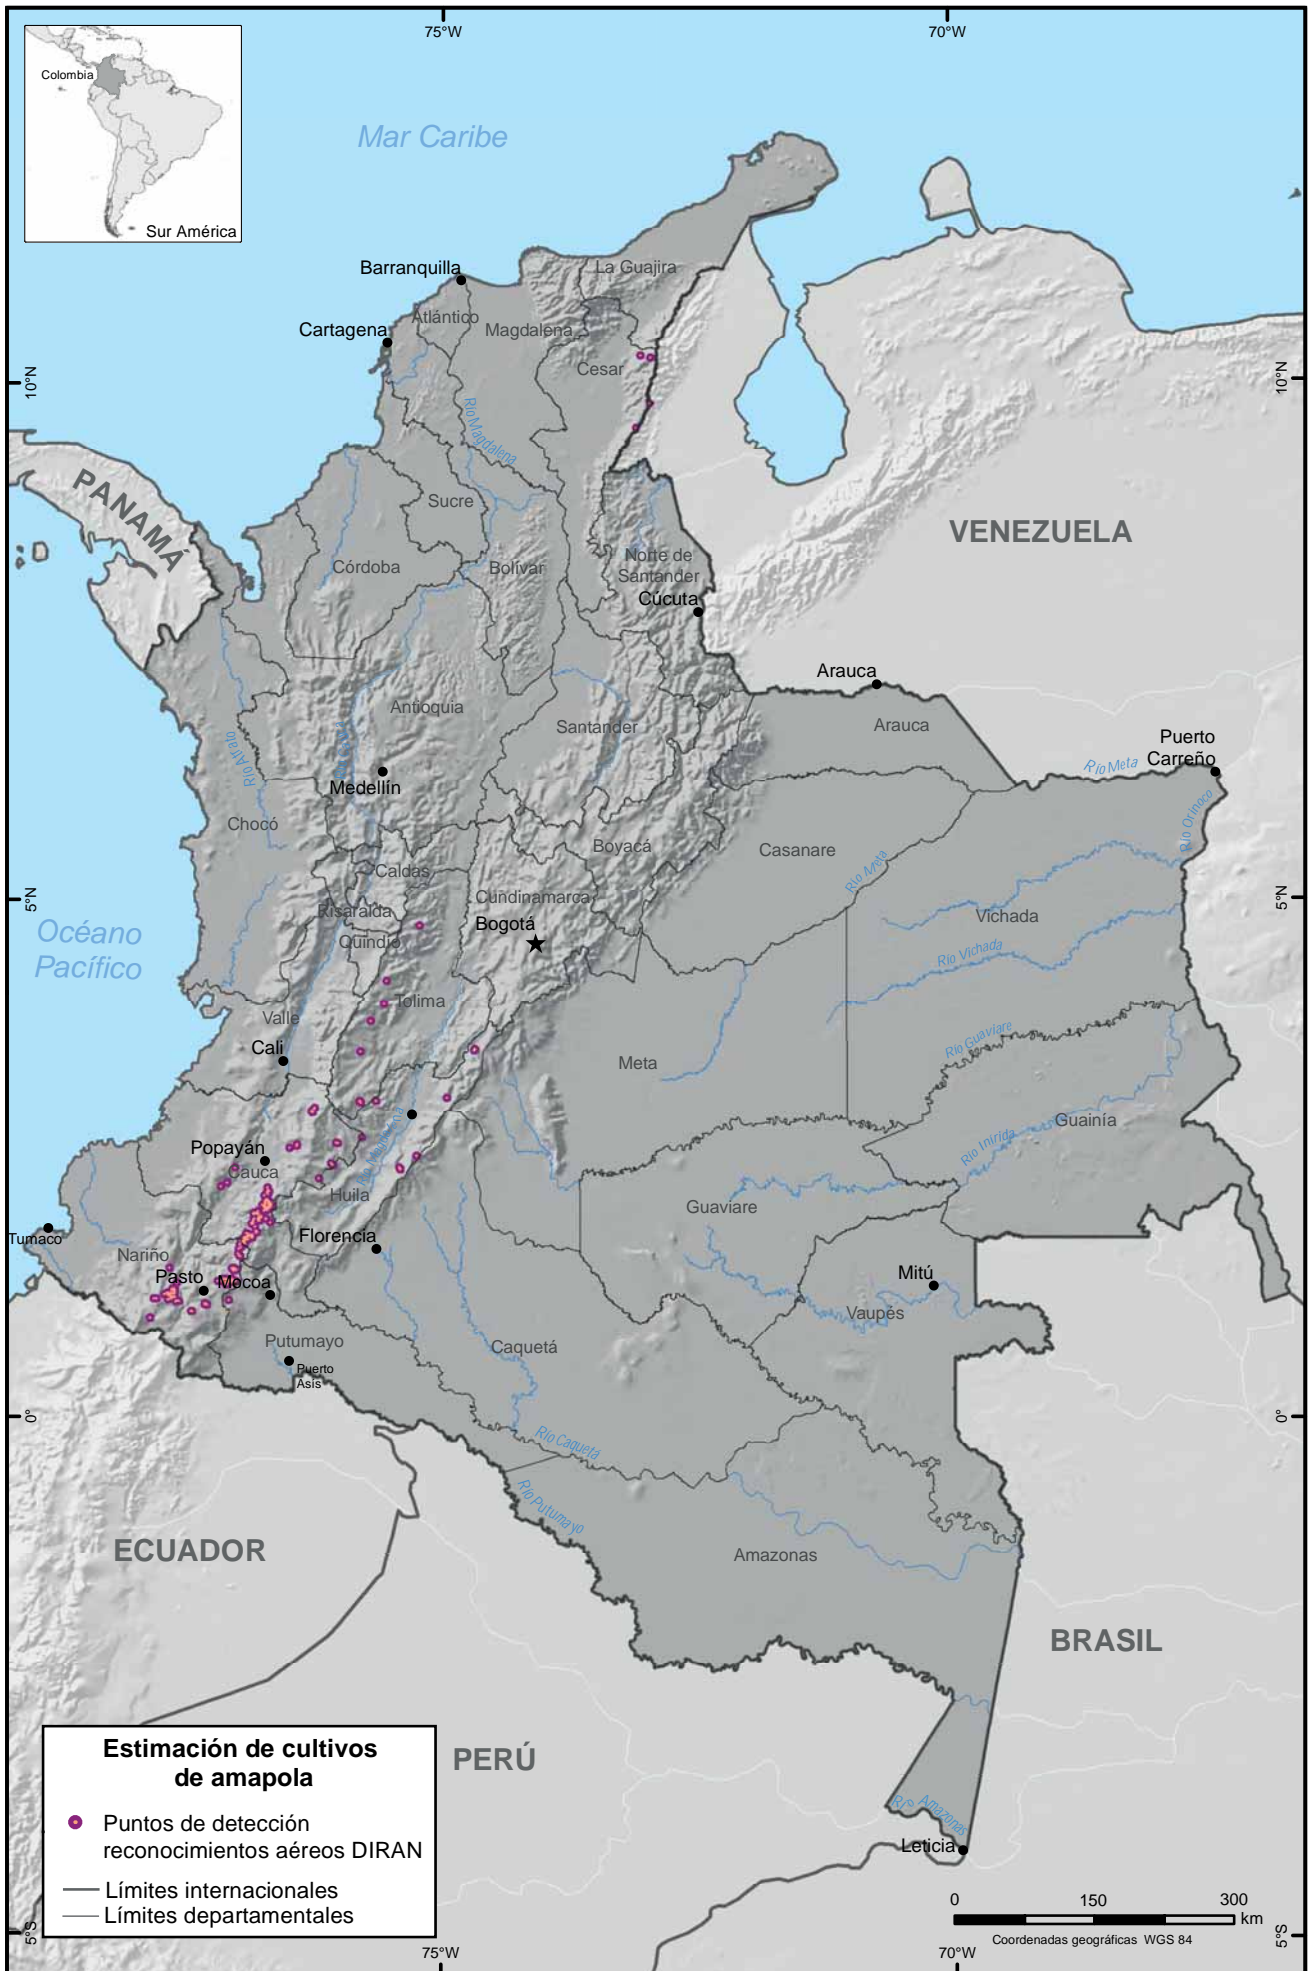 75°W
70°W
Colombia
Sur América
Mar Caribe
Barranquilla
La Guajira
Atlántico
Cartagena
Magdalena
Cesar
10°N
10°N
Río Magdalena
PANAMÁ
Sucre
VENEZUELA
Córdoba
Bolívar
Norte de
Santander
Cúcuta
Arauca
Antioquia
Santander
Arauca
Puerto
Carreño
Río Meta
Río Atrato
Medellín
Río Orinoco
Chocó
Boyacá
Casanare
Caldas
Río Meta
Cundinamarca
5°N
5°N
Risaralda
Bogotá
Vichada
Océano
Pacífico
Quindío
Río Vichada
Tolima
Valle
Cali
Meta
Río Guaviare
Guainía
Río Magdalena
Popayán
Cauca
Río Inírida
Huila
Guaviare
Tumaco
Florencia
Nariño
Pasto
Mocoa
Mitú
Vaupés
Putumayo
Caquetá
Puerto
Asís
0°
0°
Río Caquetá
Río Putumayo
ECUADOR
Amazonas
BRASIL
PERÚ
Estimación de cultivos
de amapola
Puntos de detección
reconocimientos aéreos DIRAN
Límites internacionales
Límites departamentales
Río Amazonas
Leticia
0 150 300
km
Coordenadas geográficas WGS 84
5°S
5°S
75°W
70°W